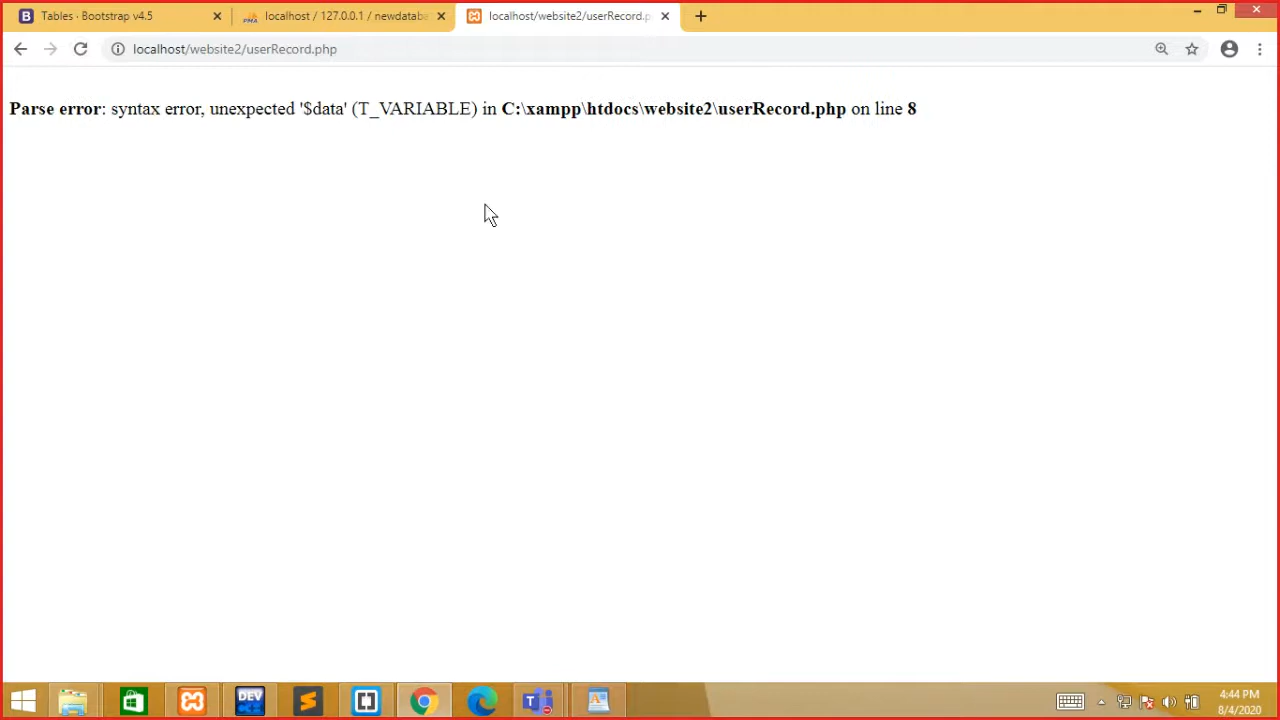 Tables · Bootstrap v4.5
localhost / 127.0.0.1 / newdataba
localhost/website2/userRecord.p
localhost/website2/userRecord.php
Parse error: syntax error, unexpected '$data' (T_VARIABLE) in C:\xampp\htdocs\website2\userRecord.php on line 8
DEV
4:44 PM
8/4/2020